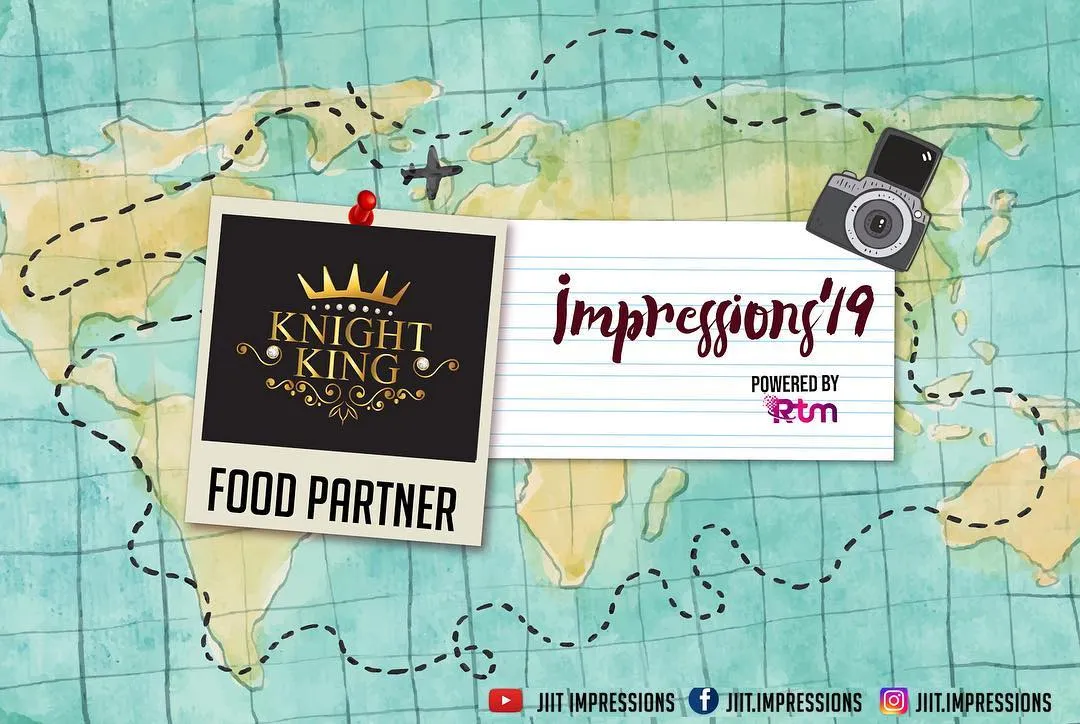 KNIGHT
KING
FOOD PARTNER
impressions'19
POWERED BY
Rtm
JIIT IMPRESSIONS
JIIT.IMPRESSIONS
JIIT.IMPRESSIONS